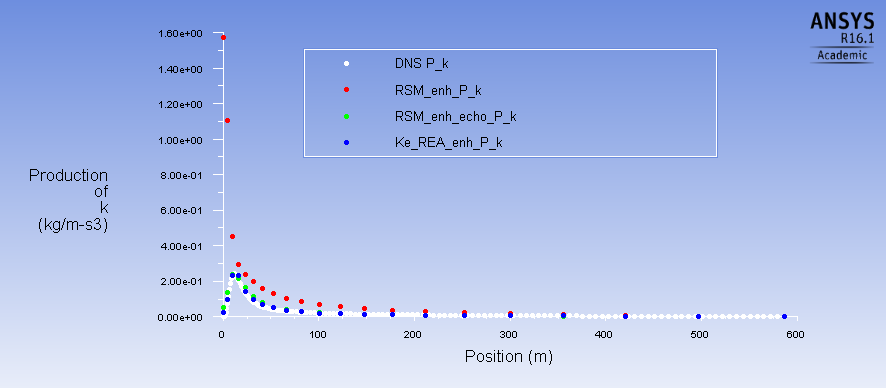 ANSYS
R16.1
Academic
DNS P_k
RSM_enh_P_k
RSM_enh_echo_P_k
Ke_REA_enh_P_k
Production
of
k
(kg/m-s3)
1.60e+00
1.40e+00
1.20e+00
1.00e+00
8.00e-01
6.00e-01
4.00e-01
2.00e-01
0.00e+00
0 100 200 300 400 500 600
Position (m)